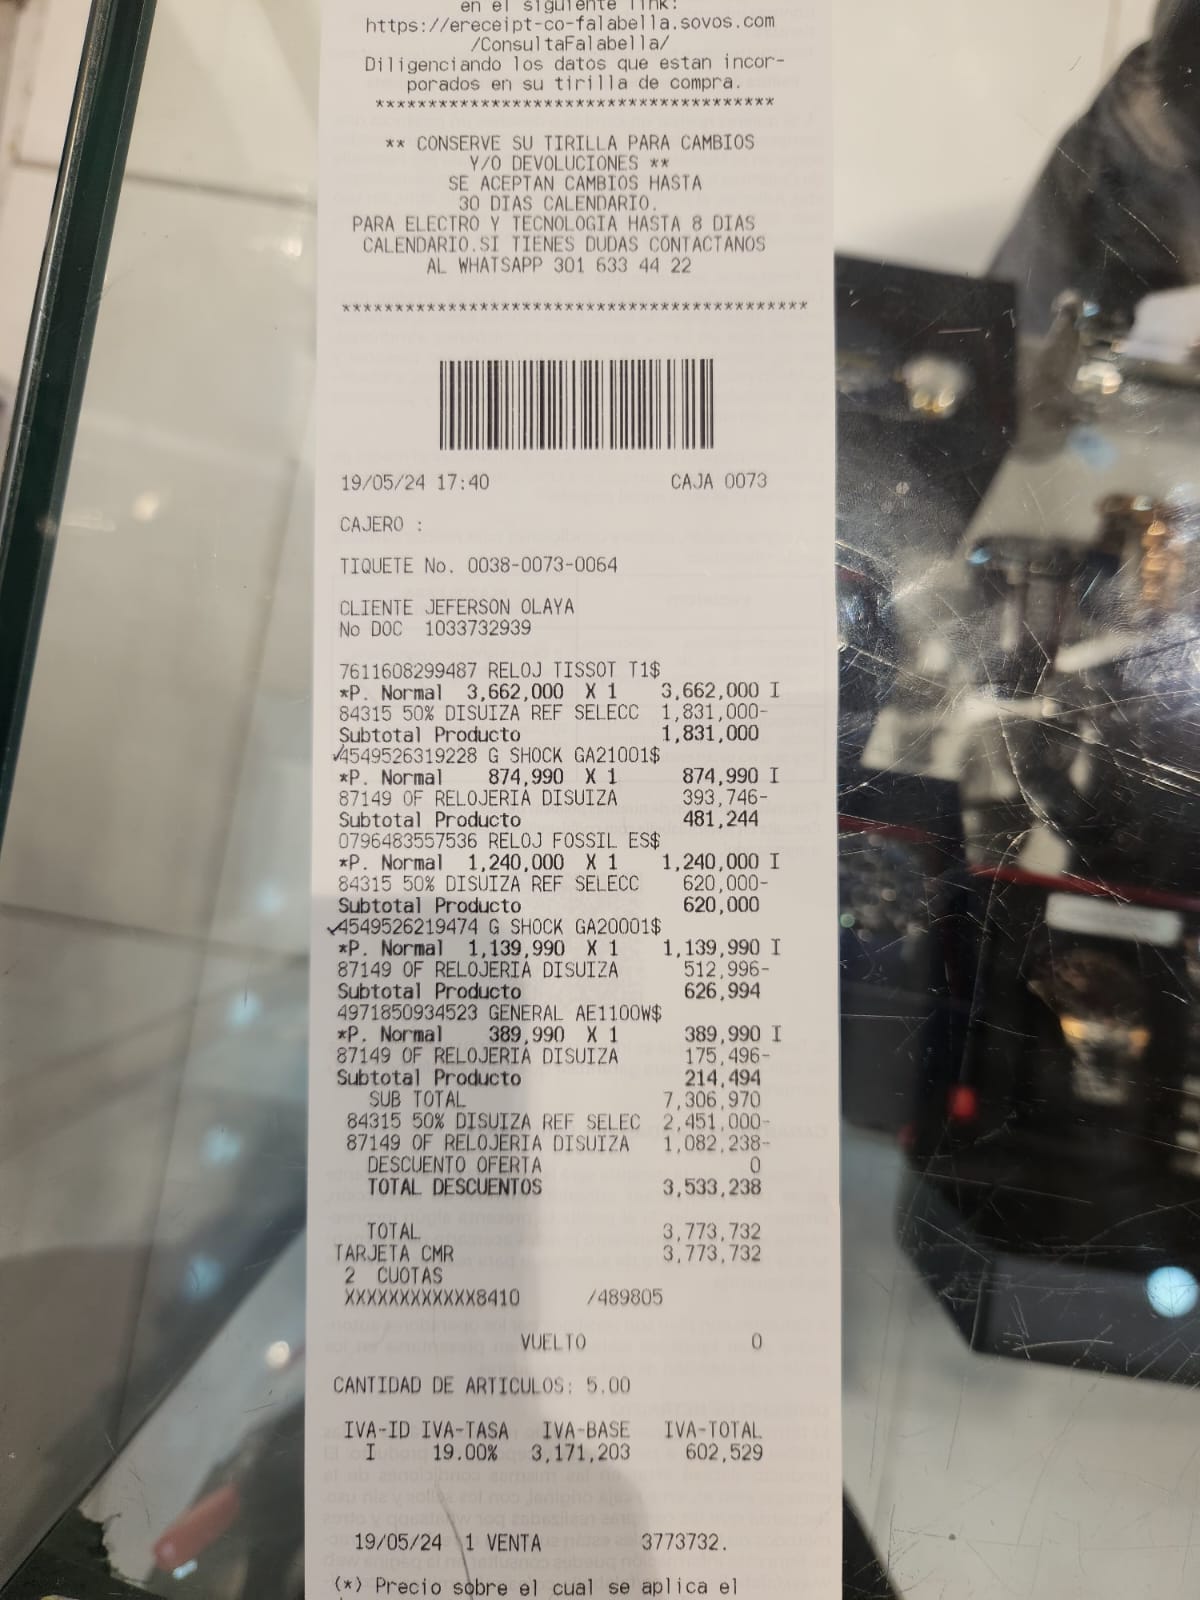 en el siguiente link:
https://ereceipt-co-falabella.sovos.com
/ConsultaFalabella/
Diligenciando los datos que estan incor-
porados en su tirilla de compra.
**************************************
** CONSERVE SU TIRILLA PARA CAMBIOS
Y/O DEVOLUCIONES **
SE ACEPTAN CAMBIOS HASTA
30 DIAS CALENDARIO.
PARA ELECTRO Y TECNOLOGIA HASTA 8 DIAS
CALENDARIO.SI TIENES DUDAS CONTACTANOS
AL WHATSAPP 301 633 44 22
********************************************
19/05/24 17:40 CAJA 0073
CAJERO :
TIQUETE No. 0038-0073-0064
CLIENTE JEFERSON OLAYA
No DOC 1033732939
7611608299487 RELOJ TISSOT T1$
*P. Normal 3,662,000 X 1 3,662,000 I
84315 50% DISUIZA REF SELECC 1,831,000-
Subtotal Producto 1,831,000
4549526319228 G SHOCK GA21001$
*P. Normal 874,990 X 1 874,990 I
87149 OF RELOJERIA DISUIZA 393,746-
Subtotal Producto 481,244
0796483557536 RELOJ FOSSIL ES$
*P. Normal 1,240,000 X 1 1,240,000 I
84315 50% DISUIZA REF SELECC 620,000-
Subtotal Producto 620,000
4549526219474 G SHOCK GA20001$
*P. Normal 1,139,990 X 1 1,139,990 I
87149 OF RELOJERIA DISUIZA 512,996-
Subtotal Producto 626,994
4971850934523 GENERAL AE1100W$
*P. Normal 389,990 X 1 389,990 I
87149 OF RELOJERIA DISUIZA 175,496-
Subtotal Producto 214,494
SUB TOTAL 7,306,970
84315 50% DISUIZA REF SELEC 2,451,000-
87149 OF RELOJERIA DISUIZA 1,082,238-
DESCUENTO OFERTA 0
TOTAL DESCUENTOS 3,533,238
TOTAL 3,773,732
TARJETA CMR 3,773,732
2 CUOTAS
XXXXXXXXXXXX8410 /489805
VUELTO 0
CANTIDAD DE ARTICULOS: 5.00
IVA-ID IVA-TASA IVA-BASE IVA-TOTAL
I 19.00% 3,171,203 602,529
19/05/24 1 VENTA 3773732.
(*) Precio sobre el cual se aplica el